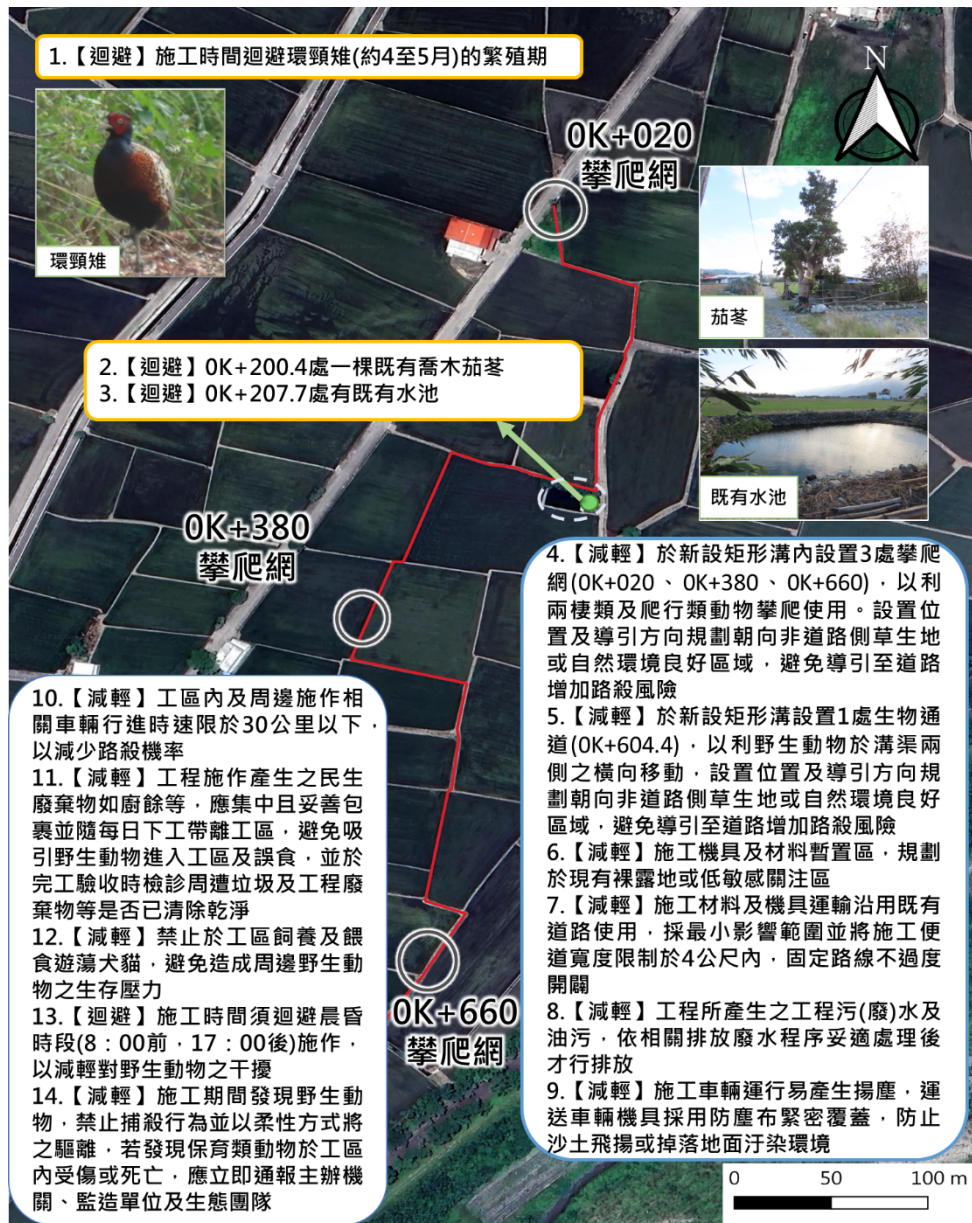 1.【迴避】施工時間迴避環頸雉(約4至5月)的繁殖期
環頸雉
N
0K+020
攀爬網
茄苳
既有水池
2.【迴避】0K+200.4處一棵既有喬木茄苳
3.【迴避】0K+207.7處有既有水池
0K+380
攀爬網
4.【減輕】於新設矩形溝內設置3處攀爬
網(0K+020、0K+380、0K+660)，以利
兩棲類及爬行類動物攀爬使用。設置位
置及導引方向規劃朝向非道路側草生地
或自然環境良好區域，避免導引至道路
增加路殺風險
5.【減輕】於新設矩形溝設置1處生物通
道(0K+604.4)，以利野生動物於溝渠兩
側之橫向移動，設置位置及導引方向規
劃朝向非道路側草生地或自然環境良好
區域，避免導引至道路增加路殺風險
6.【減輕】施工機具及材料暫置區，規劃
於現有裸露地或低敏感關注區
7.【減輕】施工材料及機具運輸沿用既有
道路使用，採最小影響範圍並將施工便
道寬度限制於4公尺內，固定路線不過度
開闢
8.【減輕】工程所產生之工程污(廢)水及
油污，依相關排放廢水程序妥適處理後
才行排放
9.【減輕】施工車輛運行易產生揚塵，運
送車輛機具採用防塵布緊密覆蓋，防止
沙土飛揚或掉落地面汙染環境
10.【減輕】工區內及周邊施作相
關車輛行進時速限於30公里以下，
以減少路殺機率
11.【減輕】工程施作產生之民生
廢棄物如廚餘等，應集中且妥善包
裹並隨每日下工帶離工區，避免吸
引野生動物進入工區及誤食，並於
完工驗收時檢診周遭垃圾及工程廢
棄物等是否已清除乾淨
12.【減輕】禁止於工區飼養及餵
食遊蕩犬貓，避免造成周邊野生動
物之生存壓力
13.【迴避】施工時間須迴避晨昏
時段(8：00前，17：00後)施作，
以減輕對野生動物之干擾
14.【減輕】施工期間發現野生動
物，禁止捕殺行為並以柔性方式將
之驅離，若發現保育類動物於工區
內受傷或死亡，應立即通報主辦機
關、監造單位及生態團隊
0K+660
攀爬網
0 50 100 m